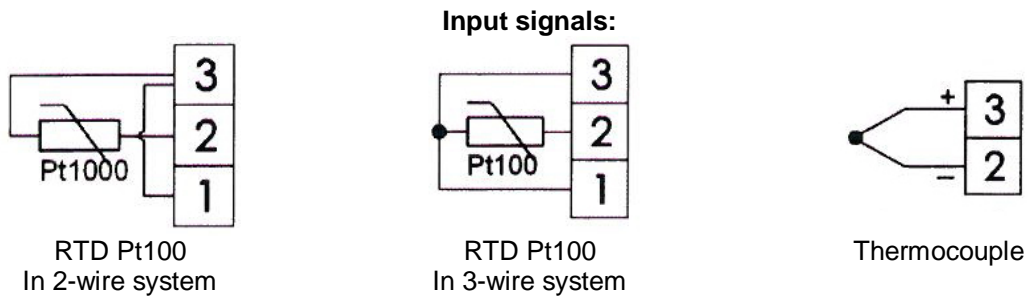 Input signals:
3
2
1
Pt1000
RTD Pt100
In 2-wire system
3
2
1
Pt100
RTD Pt100
In 3-wire system
+
3
−
2
Thermocouple